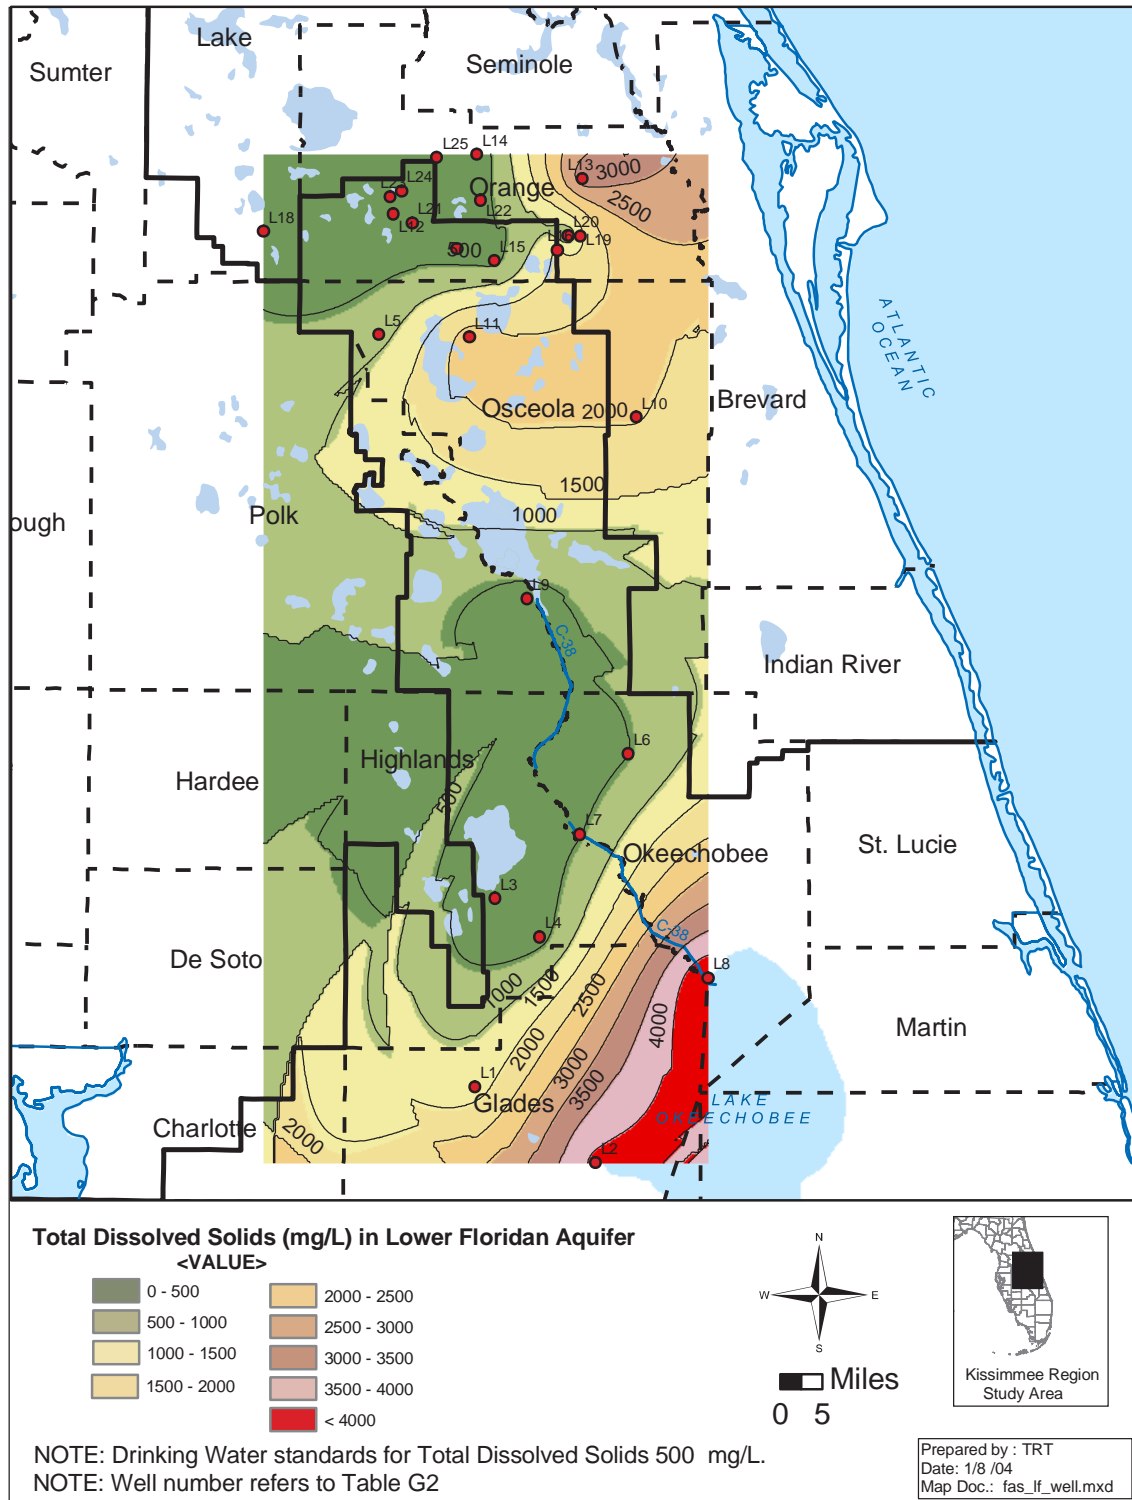 Lake
Sumter
Seminole
L25
L14
L13
3000
L24
L23
Orange
2500
L21
L22
L12
L18
L20
L19
500
L15
L5
L11
ATLANTIC
OCEAN
Osceola
2000
L10
Brevard
1500
1000
Polk
ough
L9
C-38
Indian River
L6
Highlands
Hardee
500
L7
Okeechobee
St. Lucie
L3
L4
C-38
De Soto
L8
1000
1500
2500
4000
Martin
2000
3000
3500
L1
Glades
LAKE
OKEECHOBEE
Charlotte
2000
L2
Total Dissolved Solids (mg/L) in Lower Floridan Aquifer
<VALUE>
0 - 500
500 - 1000
1000 - 1500
1500 - 2000
2000 - 2500
2500 - 3000
3000 - 3500
3500 - 4000
< 4000
N
W
E
S
Miles
0 5
Kissimmee Region
Study Area
NOTE: Drinking Water standards for Total Dissolved Solids 500 mg/L.
NOTE: Well number refers to Table G2
Prepared by : TRT
Date: 1/8 /04
Map Doc.: fas_lf_well.mxd